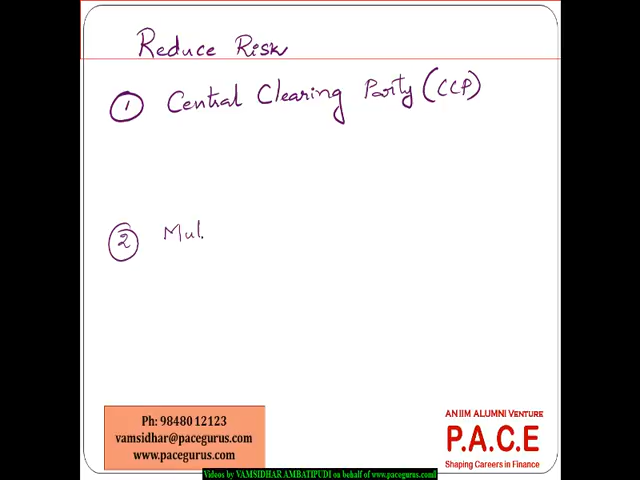 Reduce Risk
① Central Clearing Party (CCP)
② Mul
Ph: 98480 12123
vamsidhar@pacegurus.com
www.pacegurus.com
AN IIM ALUMNI VENTURE
P.A.C.E
Shaping Careers in Finance
Videos by VAMSIDHAR AMBATIPUDI on behalf of www.pacegurus.com